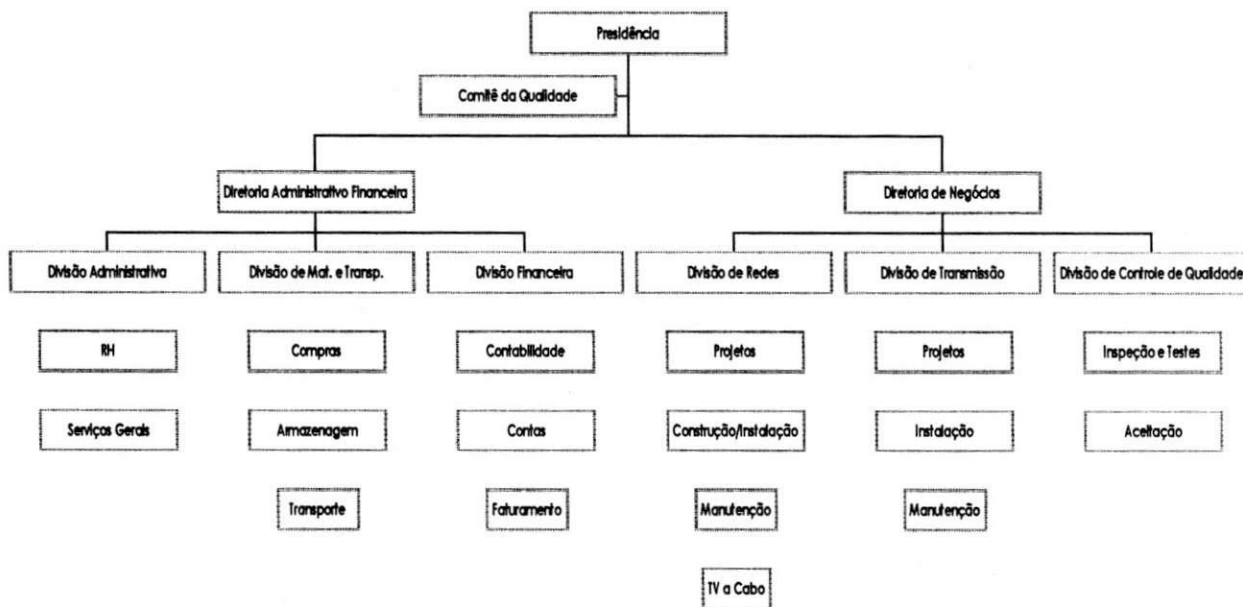 Presidência
Comitê da Qualidade
Diretoria Administrativo Financeira
Diretoria de Negócios
Divisão Administrativa
Divisão de Mat. e Transp.
Divisão Financeira
Divisão de Redes
Divisão de Transmissão
Divisão de Controle de Qualidade
RH
Compras
Contabilidade
Projetos
Projetos
Inspeção e Testes
Serviços Gerais
Armazenagem
Contas
Construção/Instalação
Instalação
Aceitação
Transporte
Faturamento
Manutenção
Manutenção
TV a Cabo